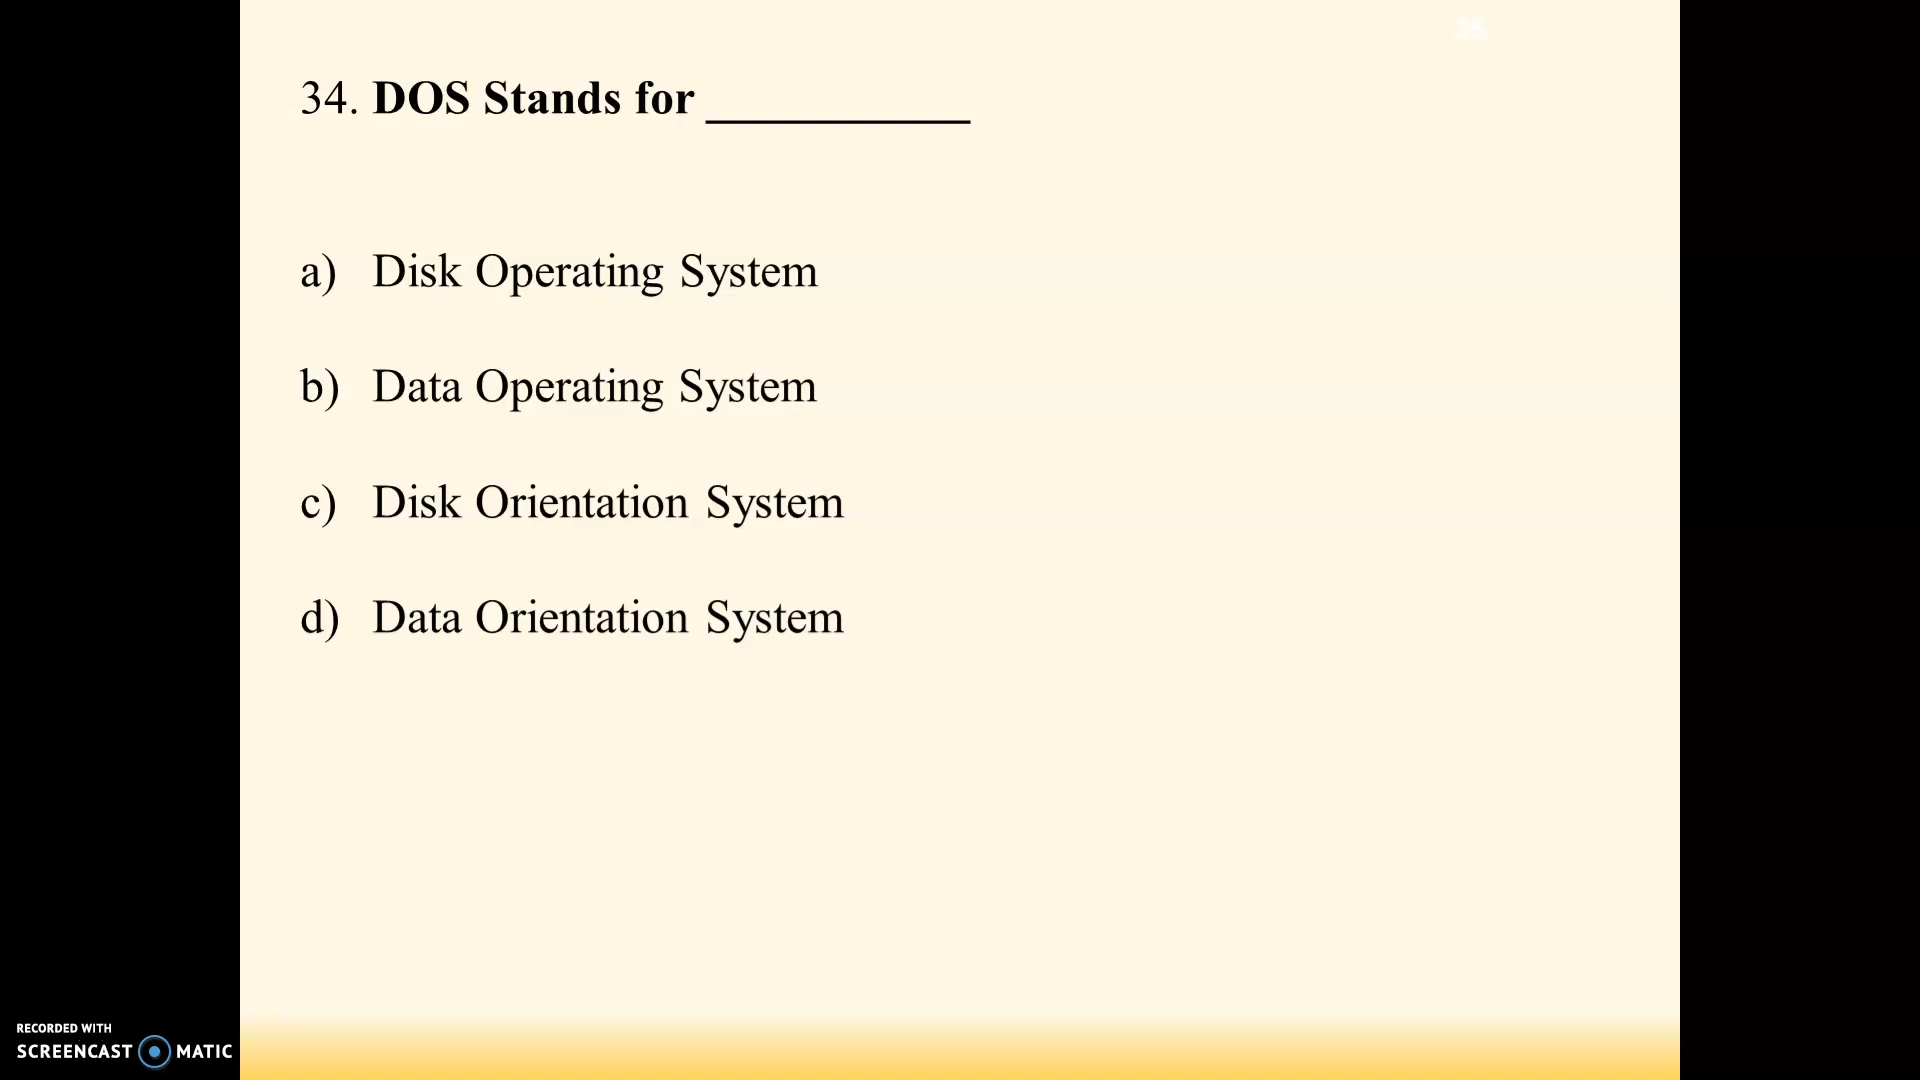 34. DOS Stands for ___________
a) Disk Operating System
b) Data Operating System
c) Disk Orientation System
d) Data Orientation System
RECORDED WITH
SCREENCAST MATIC